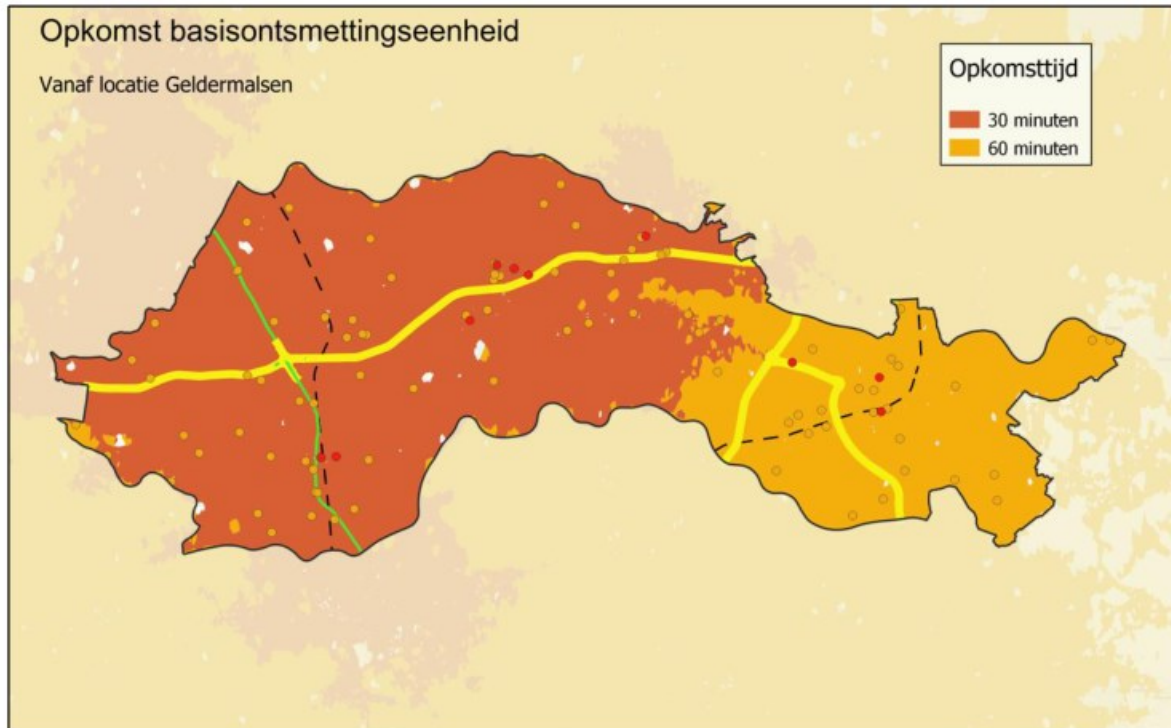 Opkomst basisontsmettingseenheid
Vanaf locatie Geldermalsen
Opkomsttijd
30 minuten
60 minuten